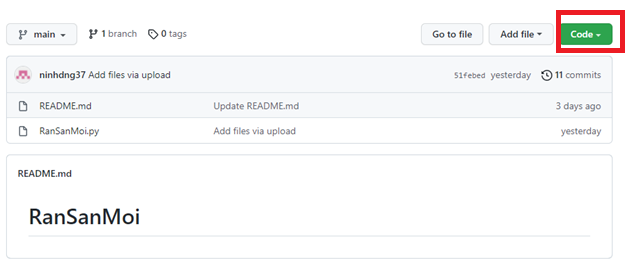 main 1 branch 0 tags Go to file Add file Code
ninhdng37 Add files via upload 51febed yesterday 11 commits
README.md Update README.md 3 days ago
RanSanMoi.py Add files via upload yesterday
README.md
RanSanMoi